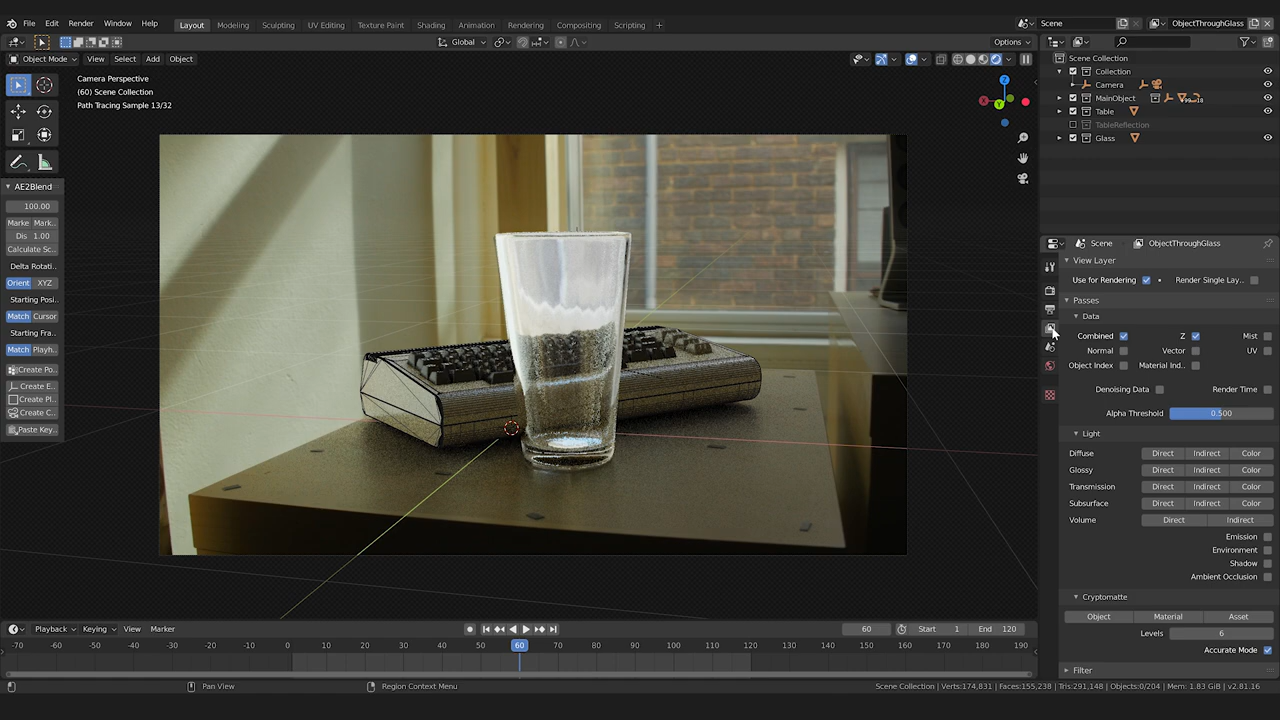 File Edit Render Window Help Layout Modeling Sculpting UV Editing Texture Paint Shading Animation Rendering Compositing Scripting + Scene ObjectThroughGlass
Global Options
Object Mode View Select Add Object
Camera Perspective
(60) Scene Collection
Path Tracing Sample 13/32
Z
X
Y
AE2Blend
100.00
Marke Mark..
Dis 1.00
Calculate Sc..
Delta Rotati..
Orient XYZ
Starting Posi..
Match Cursor
Starting Fra..
Match Playh..
Create Po..
Create E..
Create Pl..
Create C..
Paste Key..
Scene Collection
Collection
Camera
MainObject
Table
TableReflection
Glass
Scene ObjectThroughGlass
View Layer
Use for Rendering Render Single Lay..
Passes
Data
Combined Z Mist
Normal Vector UV
Object Index Material Ind..
Denoising Data Render Time
Alpha Threshold 0.500
Light
Diffuse Direct Indirect Color
Glossy Direct Indirect Color
Transmission Direct Indirect Color
Subsurface Direct Indirect Color
Volume Direct Indirect
Emission
Environment
Shadow
Ambient Occlusion
Cryptomatte
Object Material Asset
Levels 6
Accurate Mode
Filter
Playback Keying View Marker 60 Start 1 End 120
-70 -60 -50 -40 -30 -20 -10 0 10 20 30 40 50 60 70 80 90 100 110 120 130 140 150 160 170 180 190
Pan View Region Context Menu Scene Collection | Verts:174,831 | Faces:155,238 | Tris:291,148 | Objects:0/204 | Mem: 1.83 GiB | v2.81.16